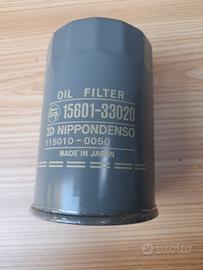 OIL FILTER
15601-33020
ND NIPPONDENSO
115010-0050
MADE IN JAPAN
subito